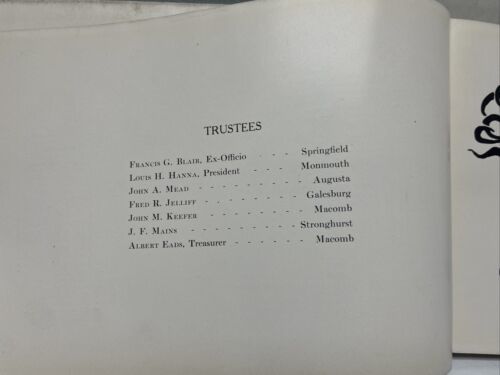 TRUSTEES
FRANCIS G. BLAIR, Ex-Officio - - - Springfield
LOUIS H. HANNA, President - - - Monmouth
JOHN A. MEAD - - - - - - - - Augusta
FRED R. JELLIFF - - - - - - - Galesburg
JOHN M. KEEFER - - - - - - - Macomb
J. F. MAINS - - - - - - - - Stronghurst
ALBERT EADS, Treasurer - - - - - Macomb